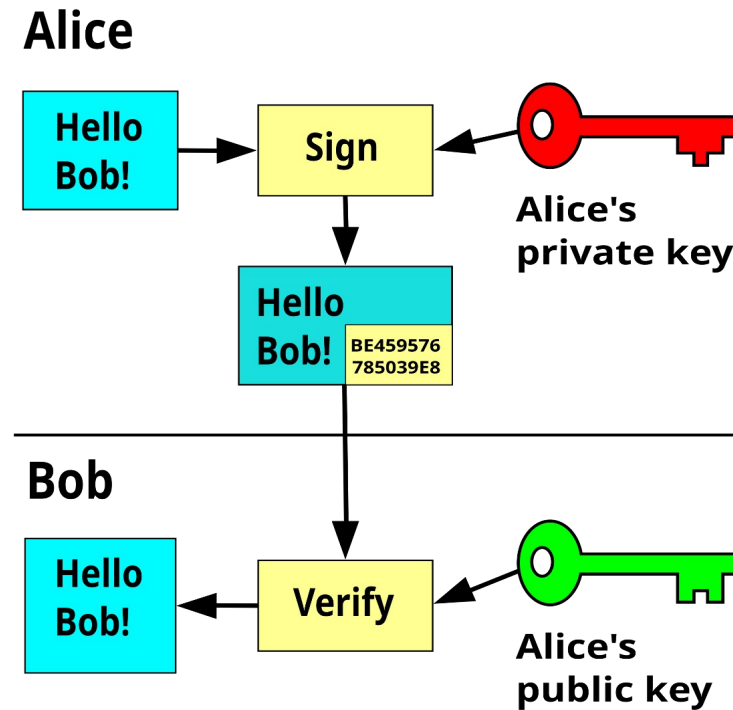 Alice
Hello
Bob!
Sign
Alice's
private key
Hello
Bob!
BE459576
785039E8
Bob
Hello
Bob!
Verify
Alice's
public key